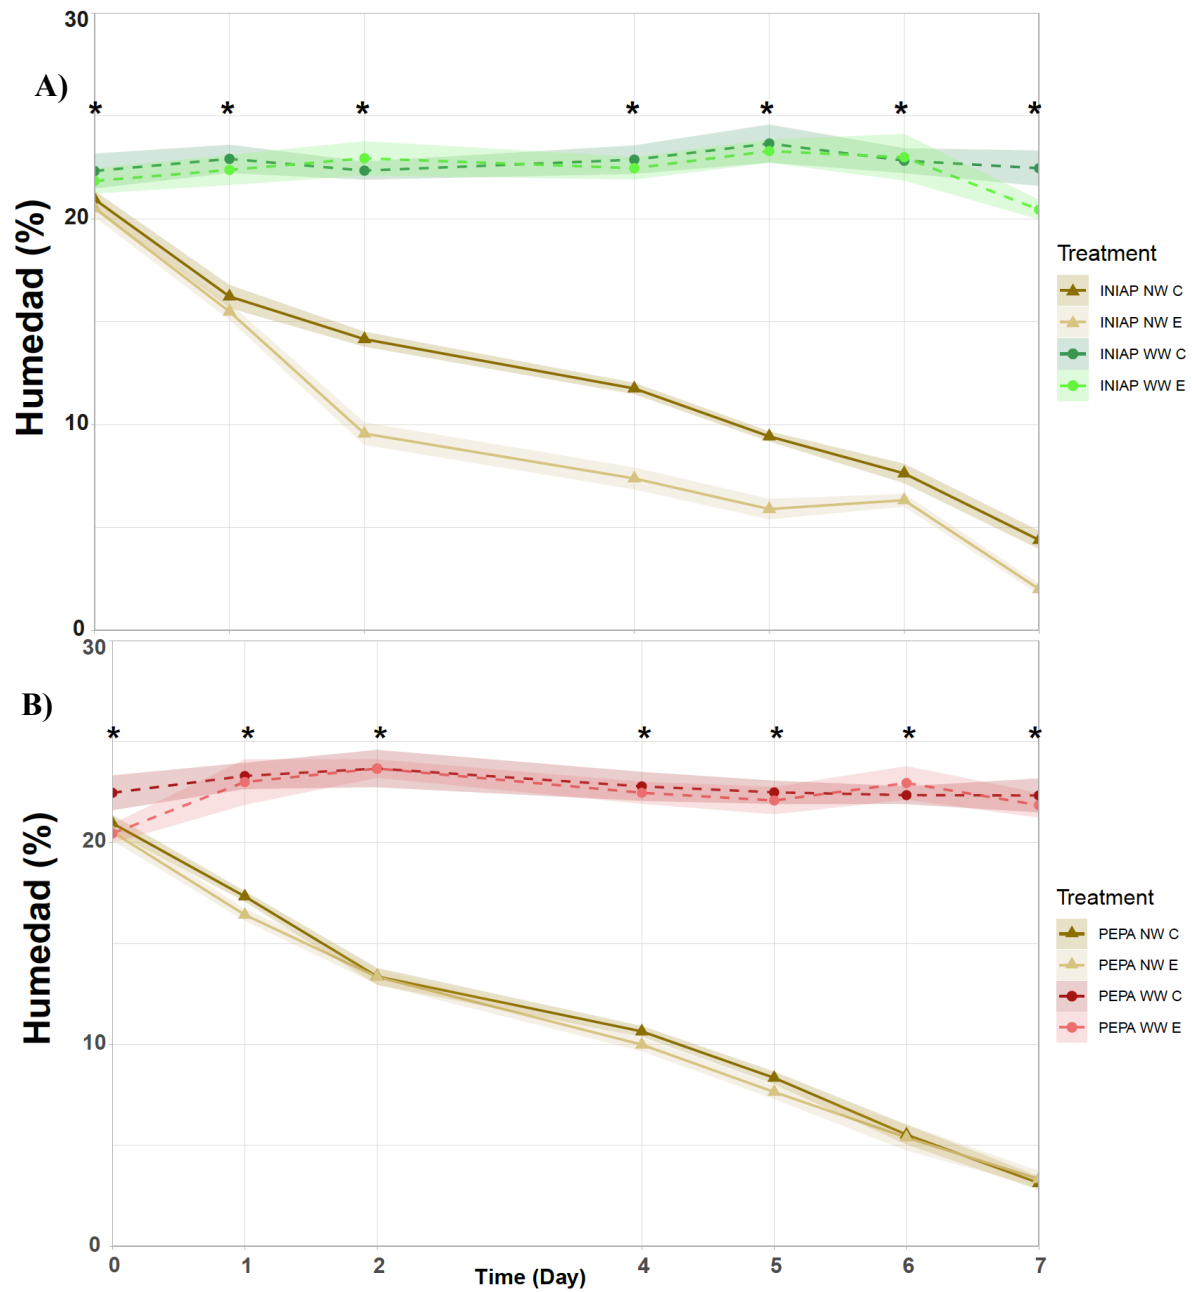 30
A)
* * * * * * *
20
Humedad (%)
10
0
Treatment
INIAP NW C
INIAP NW E
INIAP WW C
INIAP WW E
30
B)
* * * * * * *
20
Humedad (%)
10
0
Treatment
PEPA NW C
PEPA NW E
PEPA WW C
PEPA WW E
0 1 2 4 5 6 7
Time (Day)